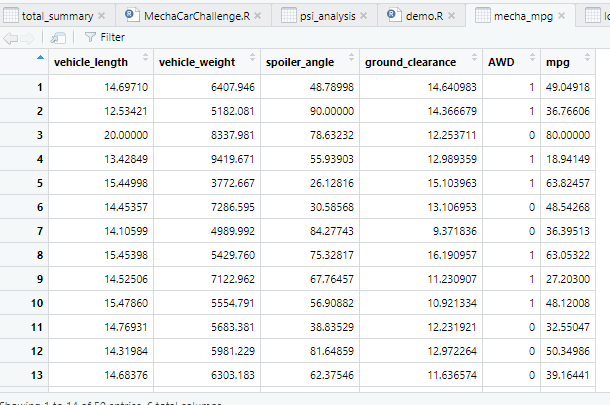 total_summary MechaCarChallenge.R psi_analysis demo.R mecha_mpg
Filter
vehicle_length vehicle_weight spoiler_angle ground_clearance AWD mpg
1 14.69710 6407.946 48.78998 14.640983 1 49.04918
2 12.53421 5182.081 90.00000 14.366679 1 36.76606
3 20.00000 8337.981 78.63232 12.253711 0 80.00000
4 13.42849 9419.671 55.93903 12.989359 1 18.94149
5 15.44998 3772.667 26.12816 15.103963 1 63.82457
6 14.45357 7286.595 30.58568 13.106953 0 48.54268
7 14.10599 4989.992 84.27743 9.371836 0 36.39513
8 15.45398 5429.760 75.32817 16.190957 1 63.05322
9 14.52506 7122.962 67.76457 11.230907 1 27.20300
10 15.47860 5554.791 56.90882 10.921334 1 48.12008
11 14.76931 5683.381 38.83529 12.231921 0 32.55047
12 14.31984 5981.229 81.64859 12.972264 0 50.34986
13 14.68376 6303.183 62.37546 11.636574 0 39.16441
Showing 1 to 14 of 50 entries, 6 total columns